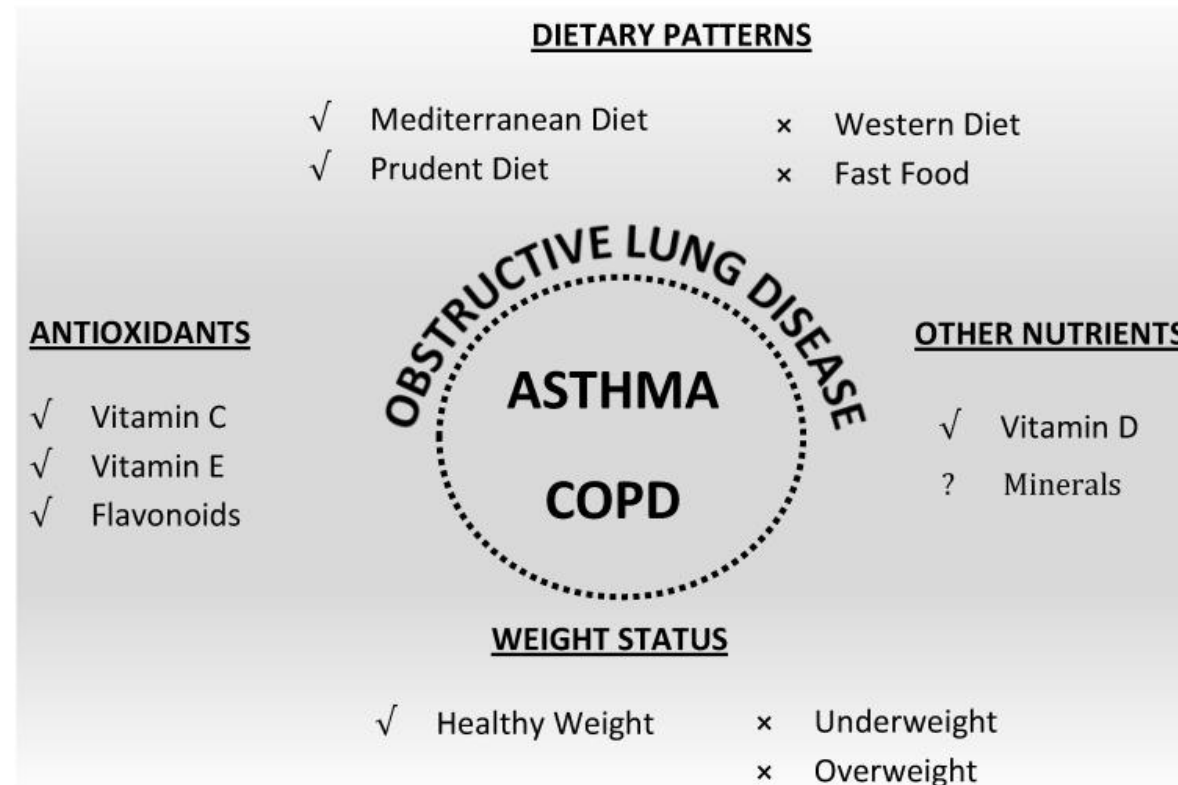 DIETARY PATTERNS
√ Mediterranean Diet × Western Diet
√ Prudent Diet × Fast Food
OBSTRUCTIVE LUNG DISEASE
ANTIOXIDANTS
√ Vitamin C
√ Vitamin E
√ Flavonoids
ASTHMA
COPD
OTHER NUTRIENTS
√ Vitamin D
? Minerals
WEIGHT STATUS
√ Healthy Weight × Underweight
× Overweight